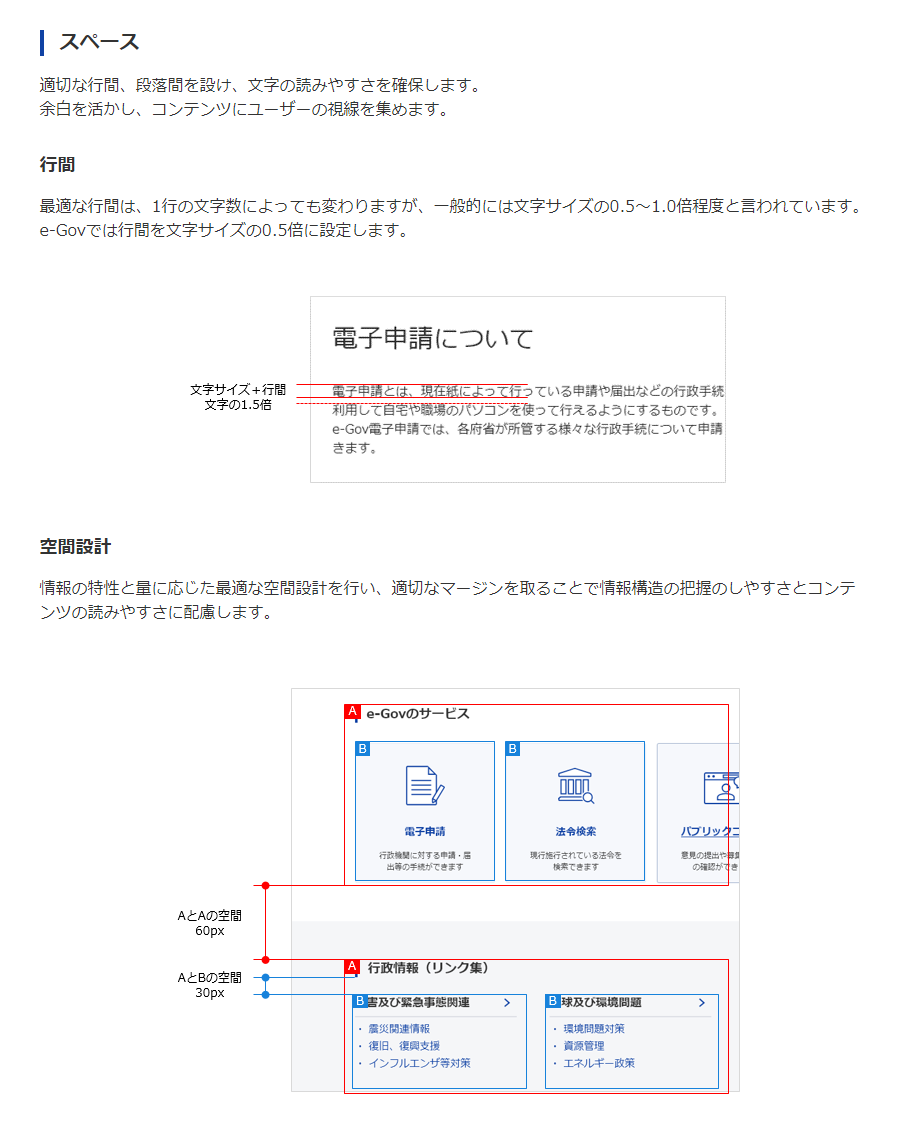 スペース
適切な行間、段落間を設け、文字の読みやすさを確保します。
余白を活かし、コンテンツにユーザーの視線を集めます。
行間
最適な行間は、1行の文字数によっても変わりますが、一般的には文字サイズの0.5～1.0倍程度と言われています。
e-Govでは行間を文字サイズの0.5倍に設定します。
電子申請について
文字サイズ＋行間
文字の1.5倍
電子申請とは、現在紙によって行っている申請や届出などの行政手続
利用して自宅や職場のパソコンを使って行えるようにするものです。
e-Gov電子申請では、各府省が所管する様々な行政手続について申請
きます。
空間設計
情報の特性と量に応じた最適な空間設計を行い、適切なマージンを取ることで情報構造の把握のしやすさとコンテ
ンツの読みやすさに配慮します。
A e-Govのサービス
B
B
電子申請
法令検索
パブリックコ
行政機関に対する申請・届
出等の手続ができます
現行施行されている法令を
検索できます
意見の提出や募集
の確認ができ
AとAの空間
60px
A 行政情報（リンク集）
AとBの空間
30px
B 害及び緊急事態関連
B 球及び環境問題
・ 震災関連情報
・ 復旧、復興支援
・ インフルエンザ等対策
・ 環境問題対策
・ 資源管理
・ エネルギー政策